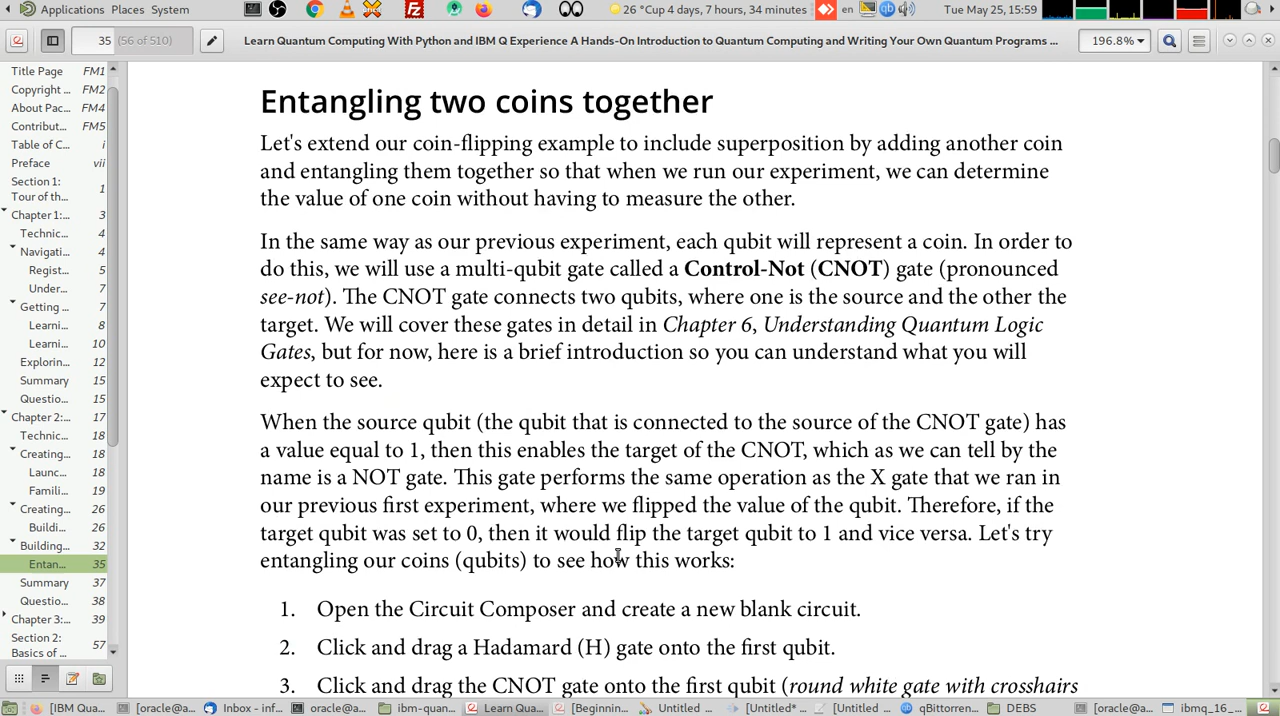 Applications Places System 26 °C up 4 days, 7 hours, 34 minutes en Tue May 25, 15:59
35 (56 of 510) Learn Quantum Computing With Python and IBM Q Experience A Hands-On Introduction to Quantum Computing and Writing Your Own Quantum Programs ... 196.8%
Title Page FM1
Copyright ... FM2
About Pac... FM4
Contribut... FM5
Table of C... i
Preface vii
Section 1:
Tour of th... 1
Chapter 1:... 3
Technic... 4
Navigati... 4
Regist... 5
Under... 7
Getting ... 7
Learni... 8
Learni... 10
Explorin... 12
Summary 15
Questio... 15
Chapter 2:... 17
Technic... 18
Creating... 18
Launc... 18
Famili... 19
Creating... 26
Buildi... 26
Building... 32
Entan... 35
Summary 37
Questio... 38
Chapter 3:... 39
Section 2:
Basics of ... 57
Entangling two coins together
Let's extend our coin-flipping example to include superposition by adding another coin
and entangling them together so that when we run our experiment, we can determine
the value of one coin without having to measure the other.
In the same way as our previous experiment, each qubit will represent a coin. In order to
do this, we will use a multi-qubit gate called a Control-Not (CNOT) gate (pronounced
see-not). The CNOT gate connects two qubits, where one is the source and the other the
target. We will cover these gates in detail in Chapter 6, Understanding Quantum Logic
Gates, but for now, here is a brief introduction so you can understand what you will
expect to see.
When the source qubit (the qubit that is connected to the source of the CNOT gate) has
a value equal to 1, then this enables the target of the CNOT, which as we can tell by the
name is a NOT gate. This gate performs the same operation as the X gate that we ran in
our previous first experiment, where we flipped the value of the qubit. Therefore, if the
target qubit was set to 0, then it would flip the target qubit to 1 and vice versa. Let's try
entangling our coins (qubits) to see how this works:
1. Open the Circuit Composer and create a new blank circuit.
2. Click and drag a Hadamard (H) gate onto the first qubit.
3. Click and drag the CNOT gate onto the first qubit (round white gate with crosshairs
[IBM Qua... [oracle@a... Inbox - inf... oracle@a... ibm-quan... Learn Qua... [Beginnin... Untitled ... [Untitled* ... [Untitled ... qBittorren... DEBS [oracle@a... ibmq_16_...